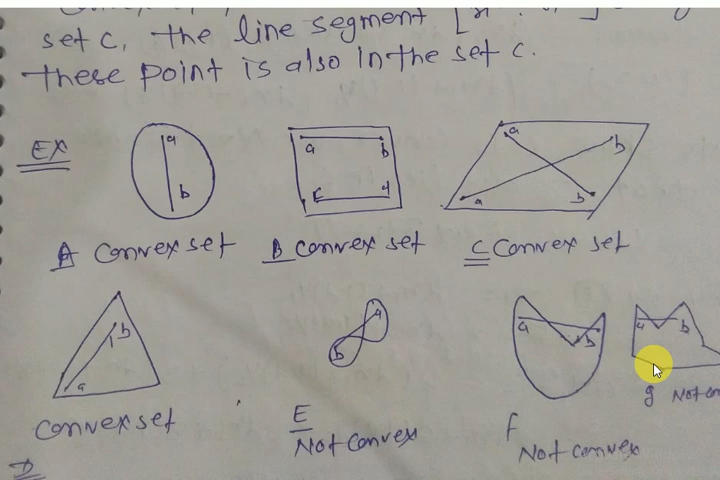 set c, the line segment [
these point is also in the set c.
EX
a
b
a b
c d
a b
a b
A convex set
B convex set
C convex set
b
a
a
b
a b
a b
g Not con
convex set
E
Not convex
f
Not convex
D